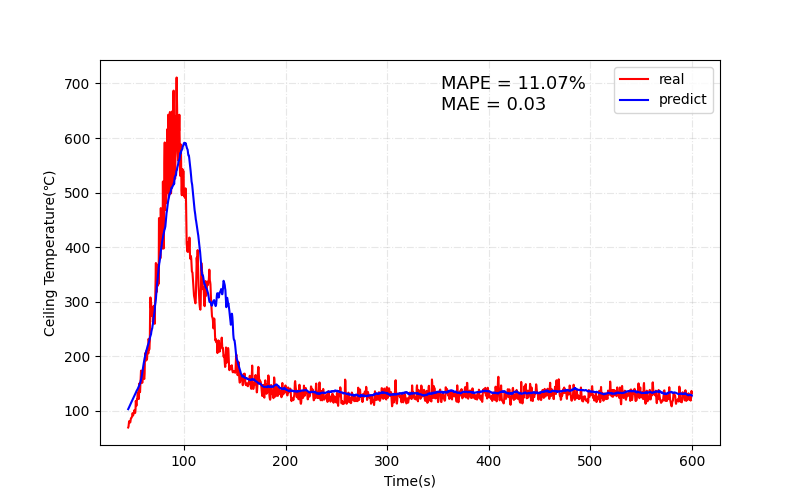 MAPE = 11.07%
MAE = 0.03
real
predict
700
600
500
400
300
200
100
Ceiling Temperature(℃)
100
200
300
400
500
600
Time(s)